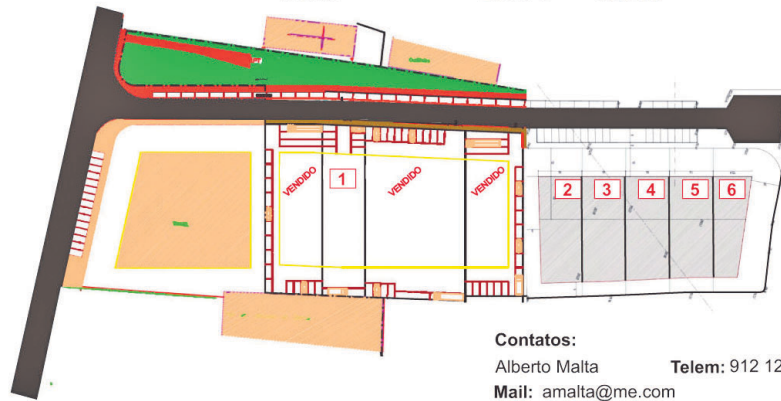 VENDIDO
1
VENDIDO
VENDIDO
2
3
4
5
6
Contatos:
Alberto Malta Telem: 912 12
Mail: amalta@me.com